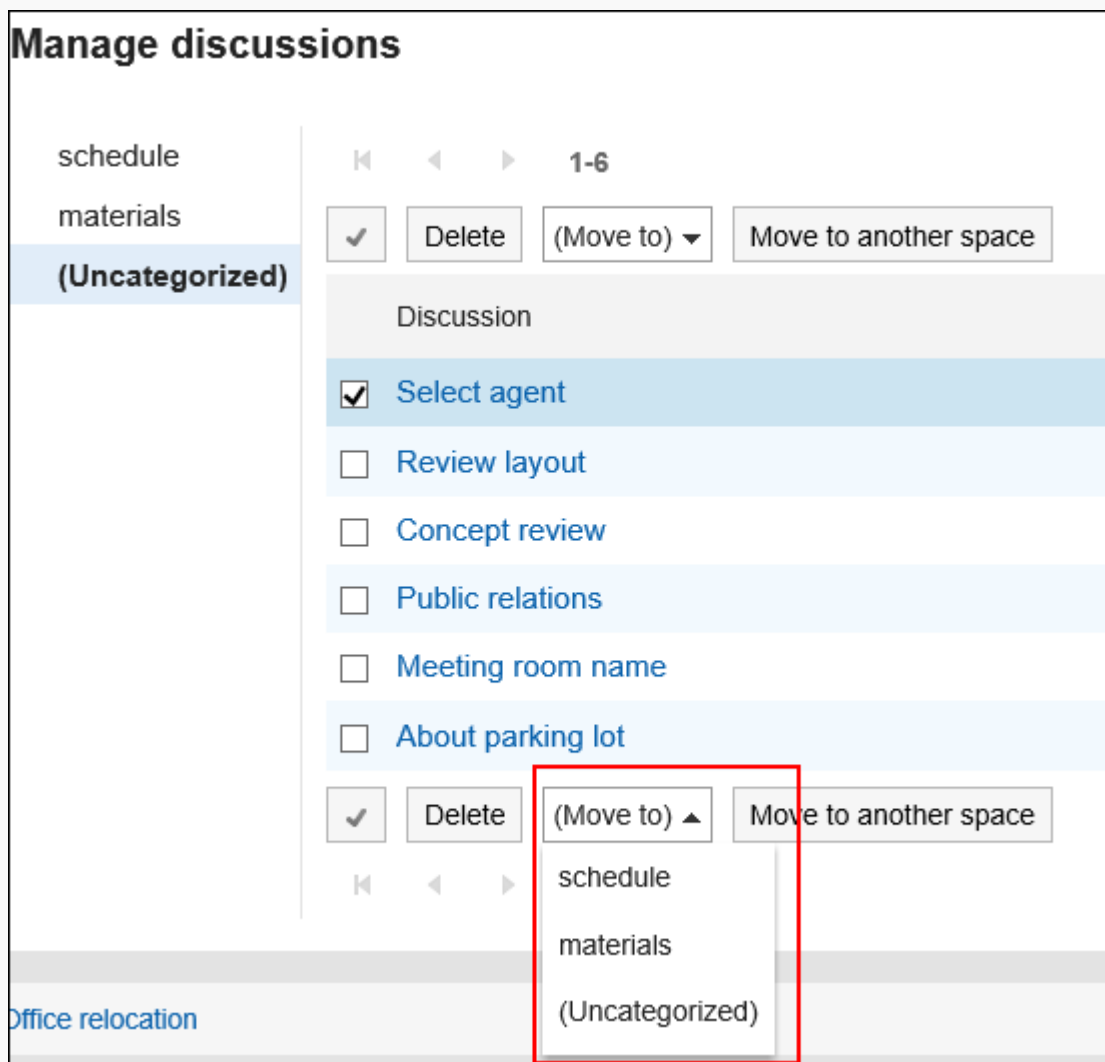 Manage discussions
schedule
materials
(Uncategorized)
1-6
Delete
(Move to)
Move to another space
Discussion
Select agent
Review layout
Concept review
Public relations
Meeting room name
About parking lot
Delete
(Move to)
Move to another space
schedule
materials
(Uncategorized)
Office relocation